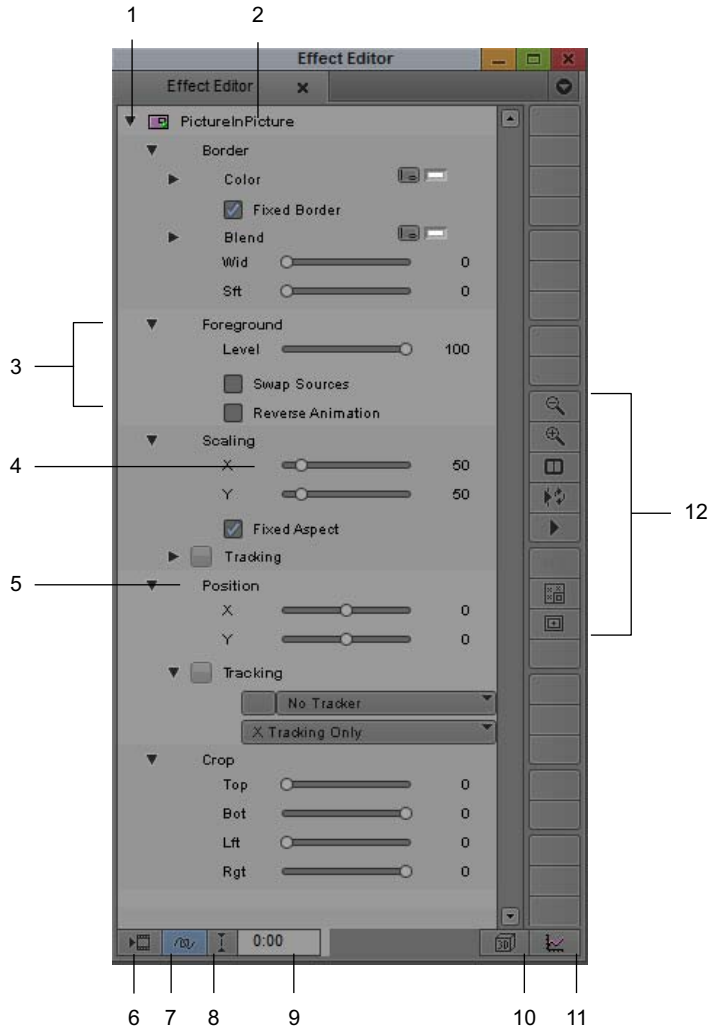 1 2
Effect Editor
Effect Editor
PictureInPicture
Border
Color
Fixed Border
Blend
Wid 0
Sft 0
3
Foreground
Level 100
Swap Sources
Reverse Animation
Scaling
4
X 50
Y 50
12
Fixed Aspect
Tracking
5
Position
X 0
Y 0
Tracking
No Tracker
X Tracking Only
Crop
Top 0
Bot 0
Lft 0
Rgt 0
0:00
3D
6 7 8 9 10 11